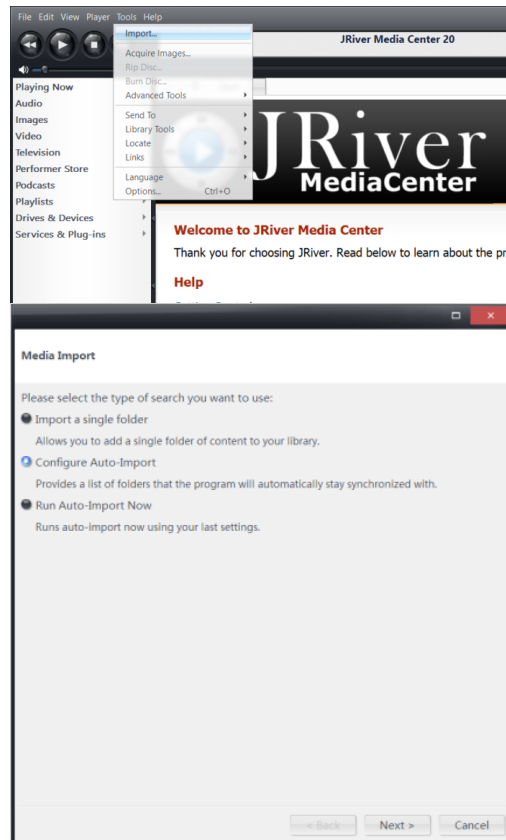 File Edit View Player Tools Help
JRiver Media Center 20
Import...
Acquire Images...
Rip Disc...
Burn Disc...
Advanced Tools
Send To
Library Tools
Locate
Links
Language
Options... Ctrl+O
Playing Now
Audio
Images
Video
Television
Performer Store
Podcasts
Playlists
Drives & Devices
Services & Plug-ins
JRiver
MediaCenter
Welcome to JRiver Media Center
Thank you for choosing JRiver. Read below to learn about the pr
Help
Media Import
Please select the type of search you want to use:
Import a single folder
Allows you to add a single folder of content to your library.
Configure Auto-Import
Provides a list of folders that the program will automatically stay synchronized with.
Run Auto-Import Now
Runs auto-import now using your last settings.
< Back Next > Cancel